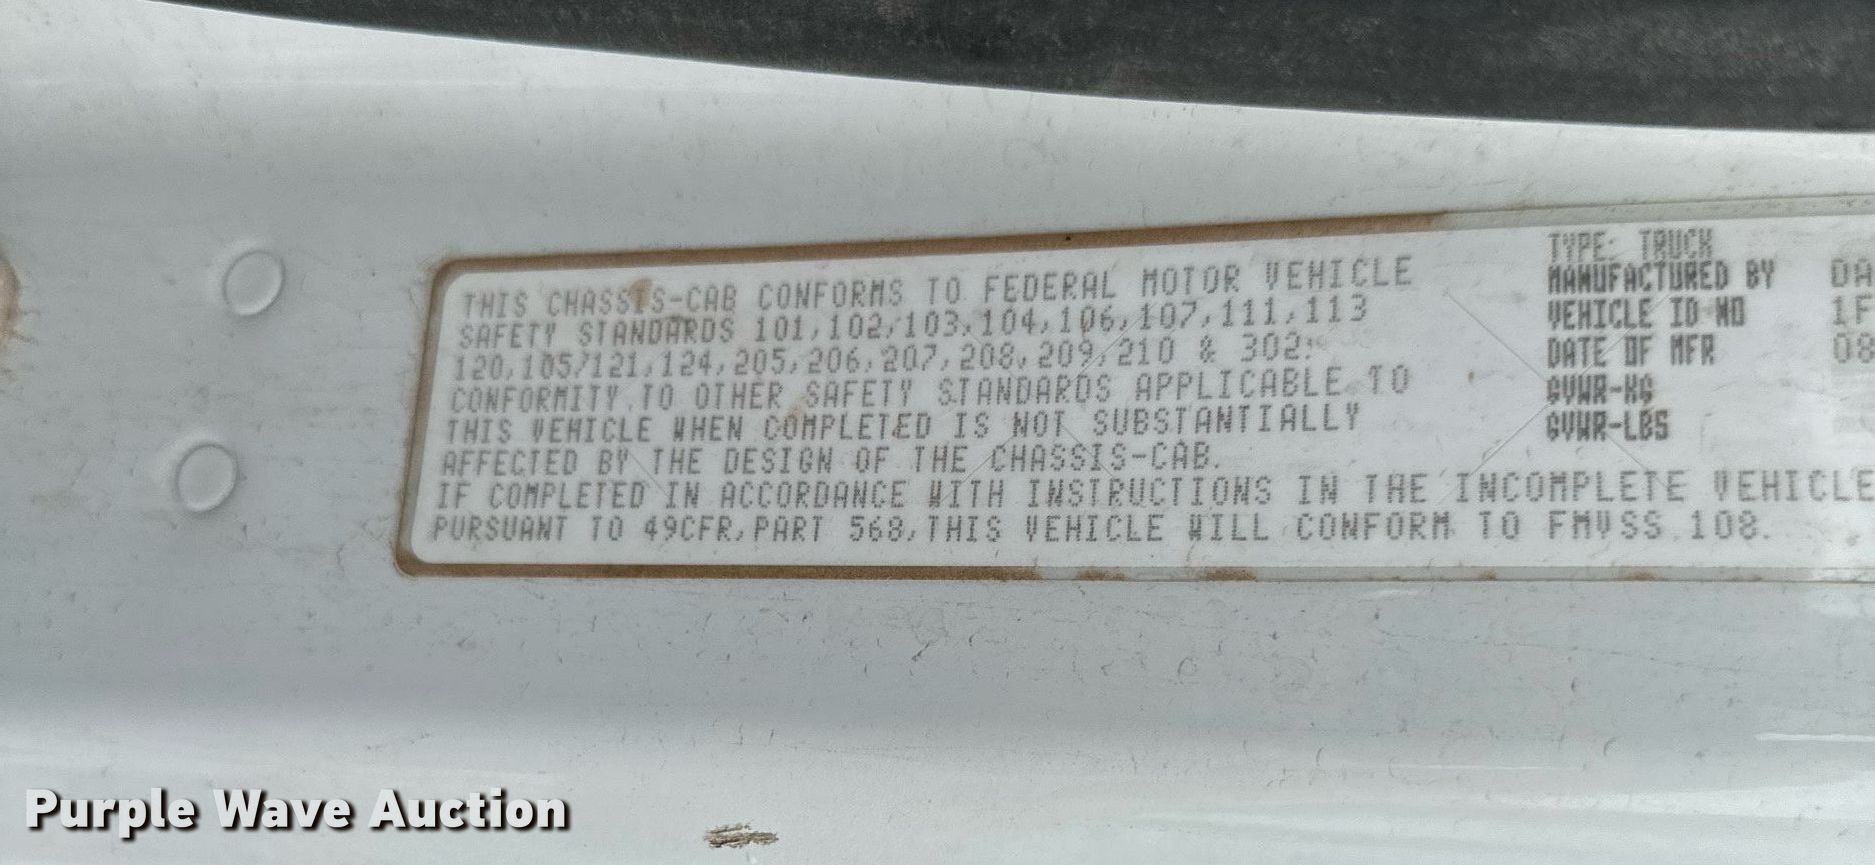 THIS CHASSIS-CAB CONFORMS TO FEDERAL MOTOR VEHICLE
SAFETY STANDARDS 101,102,103,104,106,107,111,113
120,105/121,124,205,206,207,208,209,210 & 302.
CONFORMITY TO OTHER SAFETY STANDARDS APPLICABLE TO
THIS VEHICLE WHEN COMPLETED IS NOT SUBSTANTIALLY
AFFECTED BY THE DESIGN OF THE CHASSIS-CAB.
IF COMPLETED IN ACCORDANCE WITH INSTRUCTIONS IN THE INCOMPLETE VEHICLE
PURSUANT TO 49CFR,PART 568,THIS VEHICLE WILL CONFORM TO FMVSS 108.
TYPE: TRUCK
MANUFACTURED BY DA
VEHICLE ID NO 1F
DATE OF MFR 08
GVWR-KG
GVWR-LBS
Purple Wave Auction